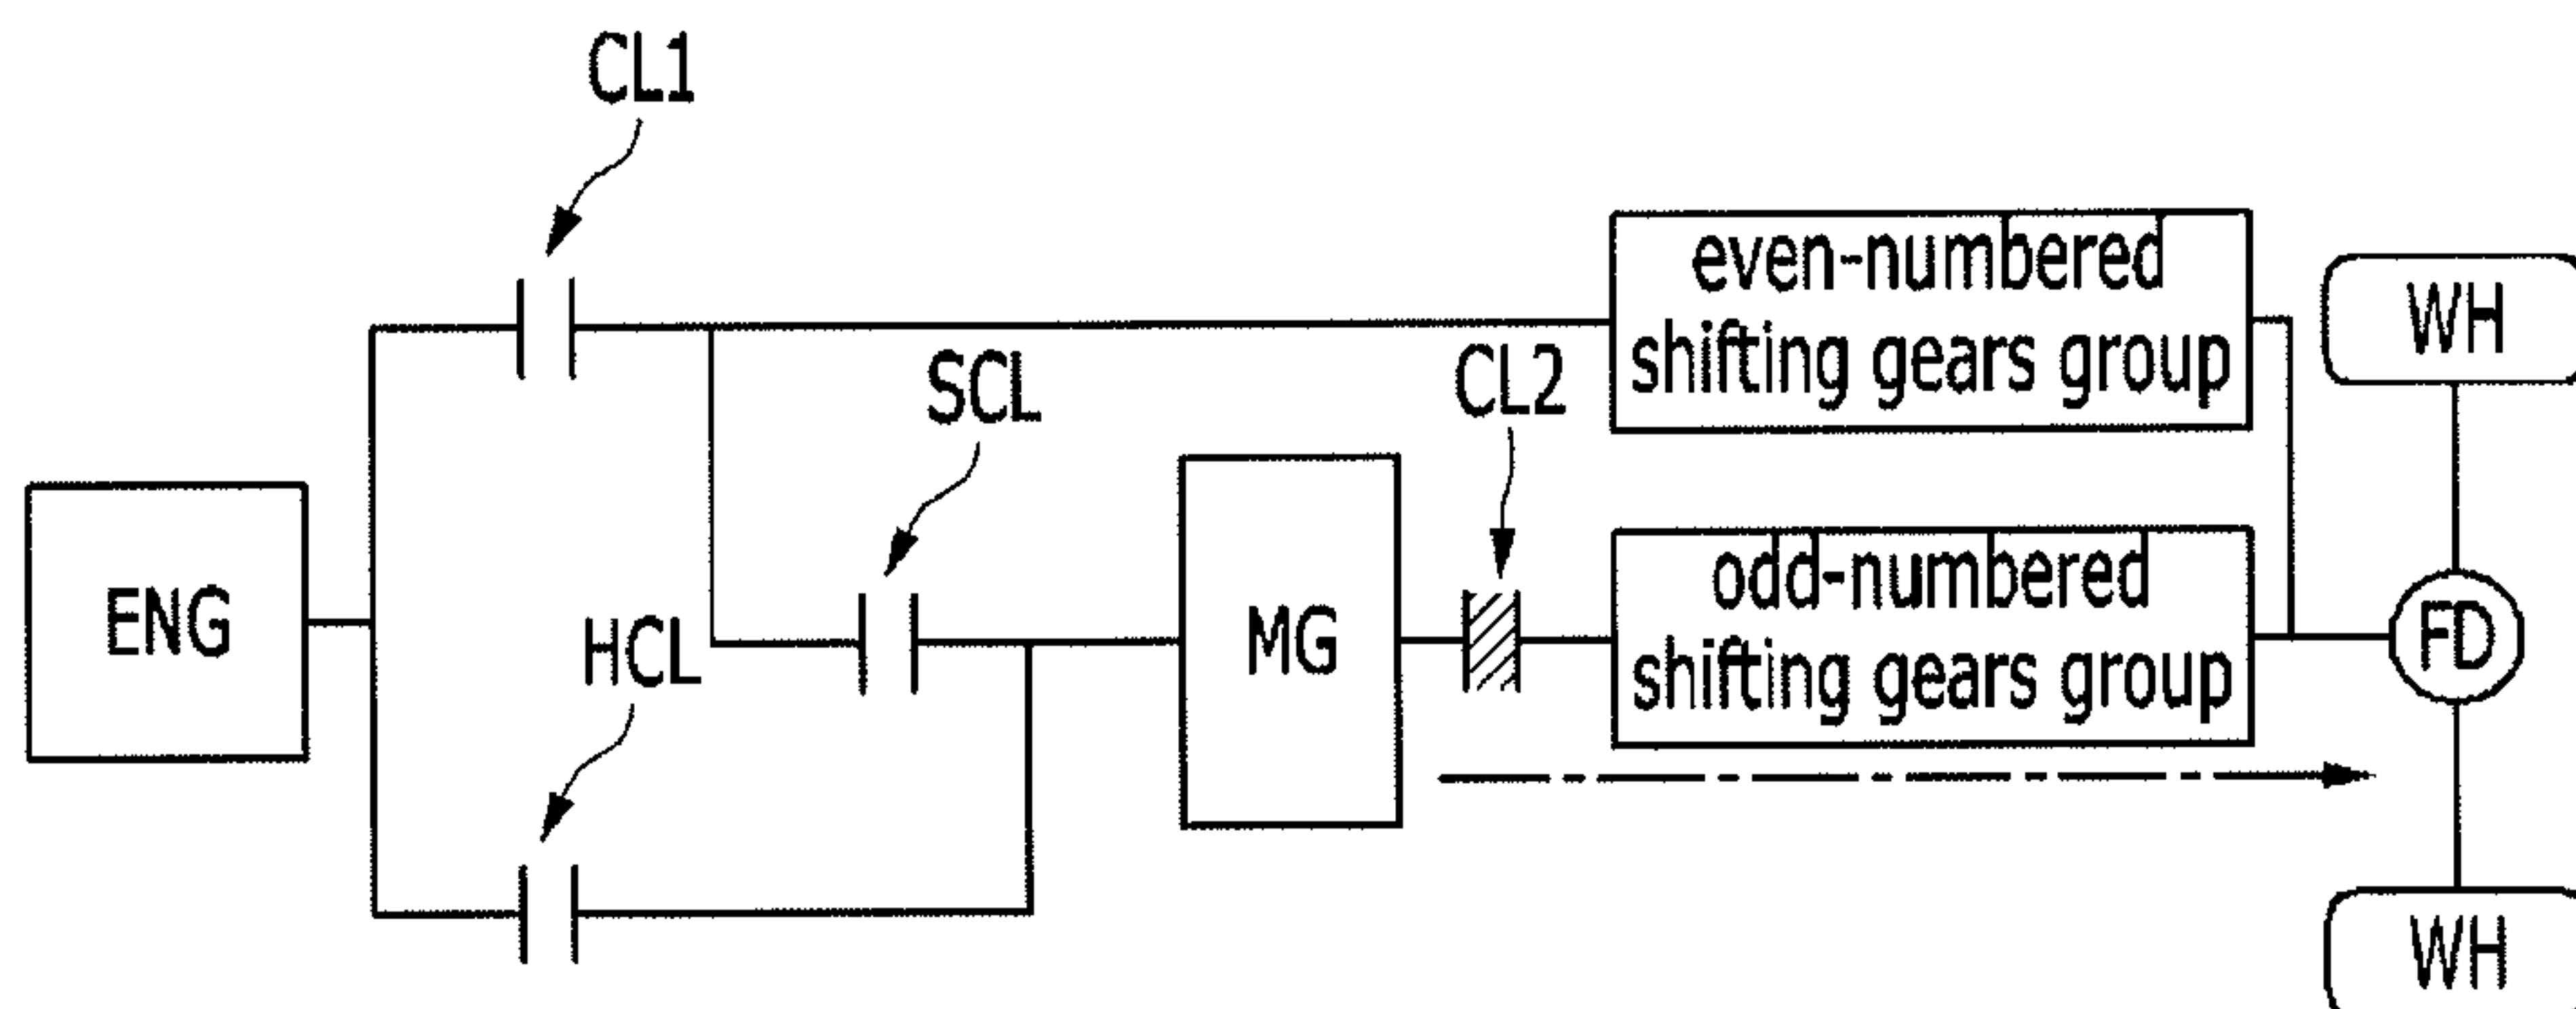 CL1
even-numbered
shifting gears group
WH
SCL
CL2
ENG
HCL
MG
odd-numbered
shifting gears group
FD
WH